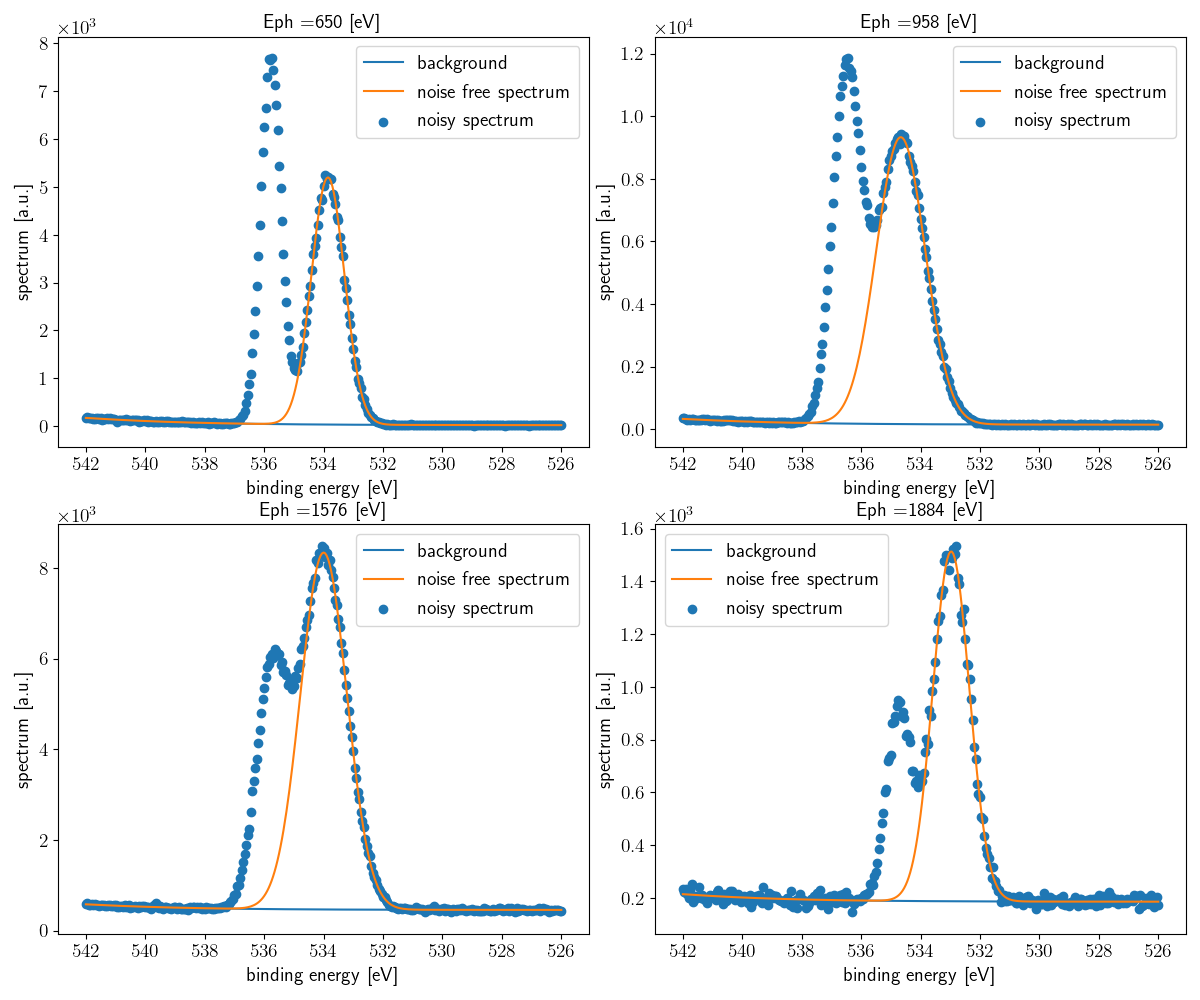 Eph =650 [eV]
×10³
8
7
6
5
4
3
2
1
0
spectrum [a.u.]
background
noise free spectrum
noisy spectrum
542 540 538 536 534 532 530 528 526
binding energy [eV]
Eph =958 [eV]
×10⁴
1.2
1.0
0.8
0.6
0.4
0.2
0.0
spectrum [a.u.]
background
noise free spectrum
noisy spectrum
542 540 538 536 534 532 530 528 526
binding energy [eV]
Eph =1576 [eV]
×10³
8
6
4
2
0
spectrum [a.u.]
background
noise free spectrum
noisy spectrum
542 540 538 536 534 532 530 528 526
binding energy [eV]
Eph =1884 [eV]
×10³
1.6
1.4
1.2
1.0
0.8
0.6
0.4
0.2
spectrum [a.u.]
background
noise free spectrum
noisy spectrum
542 540 538 536 534 532 530 528 526
binding energy [eV]